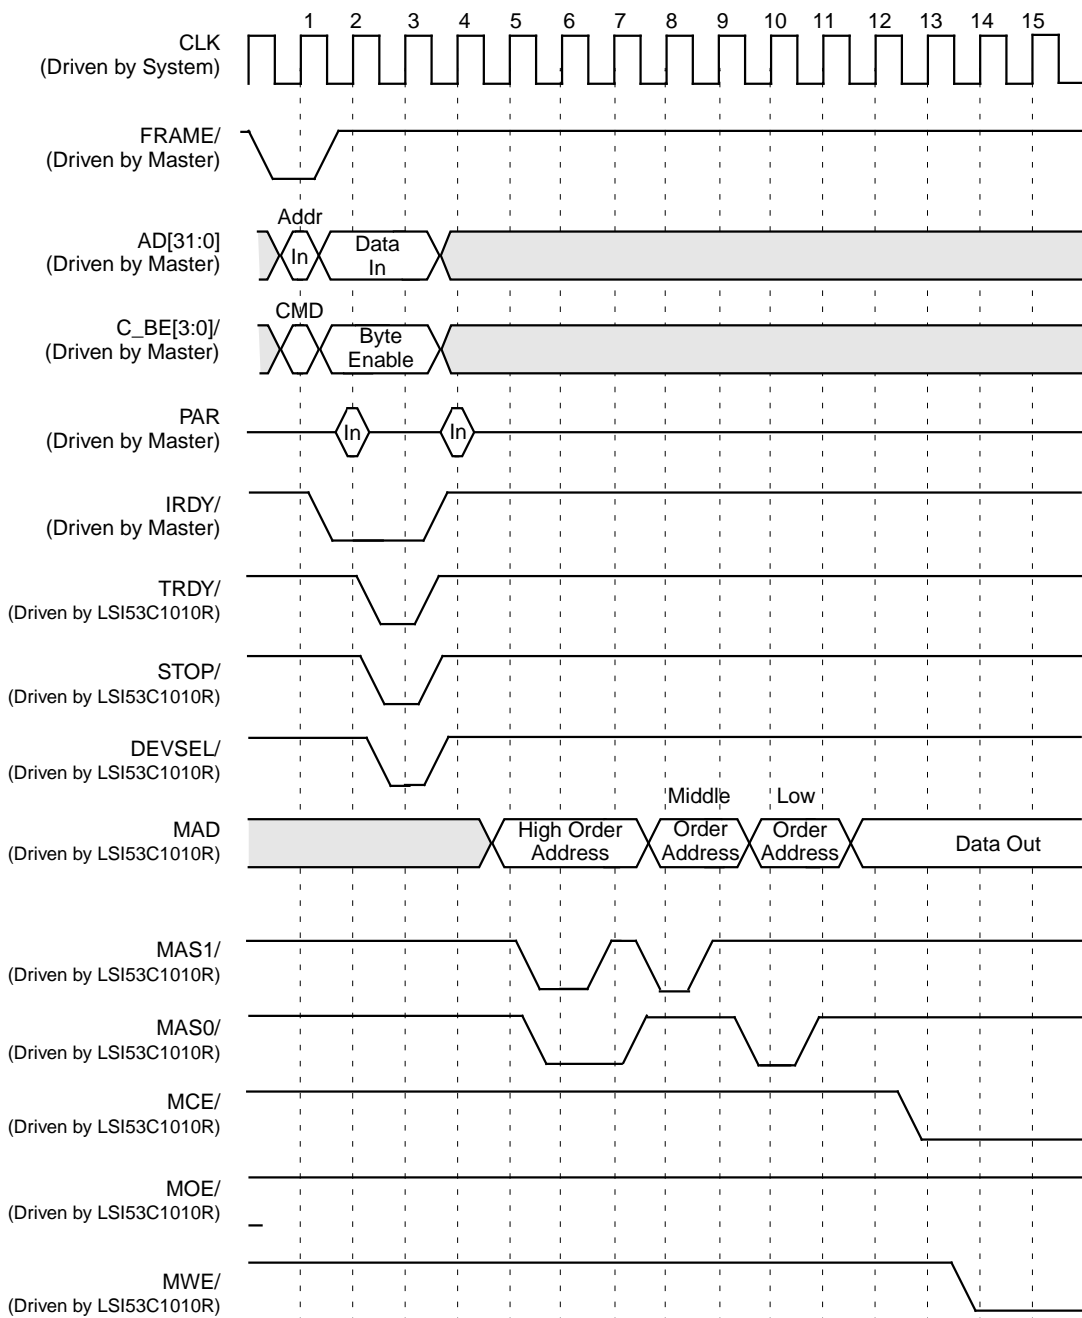 1 2 3 4 5 6 7 8 9 10 11 12 13 14 15
CLK
(Driven by System)
FRAME/
(Driven by Master)
Addr
AD[31:0]
(Driven by Master)
In
Data
In
CMD
C_BE[3:0]/
(Driven by Master)
Byte
Enable
PAR
(Driven by Master)
In
In
IRDY/
(Driven by Master)
TRDY/
(Driven by LSI53C1010R)
STOP/
(Driven by LSI53C1010R)
DEVSEL/
(Driven by LSI53C1010R)
MAD
(Driven by LSI53C1010R)
High Order
Address
Middle
Order
Address
Low
Order
Address
Data Out
MAS1/
(Driven by LSI53C1010R)
MAS0/
(Driven by LSI53C1010R)
MCE/
(Driven by LSI53C1010R)
MOE/
(Driven by LSI53C1010R)
MWE/
(Driven by LSI53C1010R)